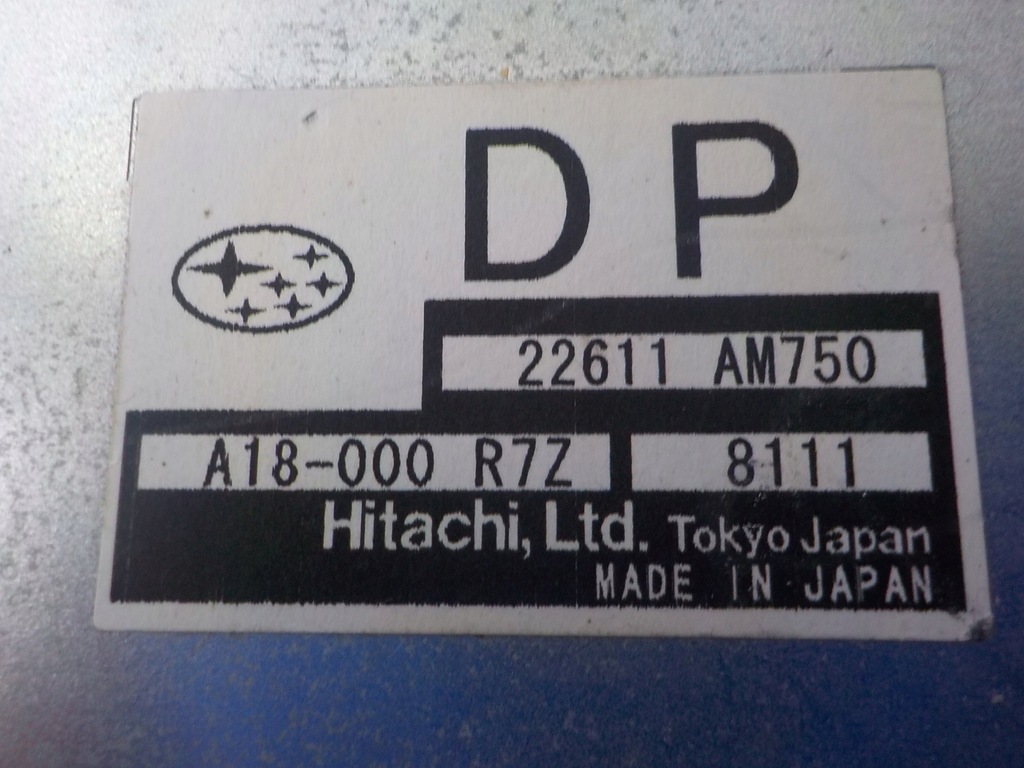 DP
22611 AM750
A18-000 R7Z 8111
Hitachi, Ltd. Tokyo Japan
MADE IN JAPAN